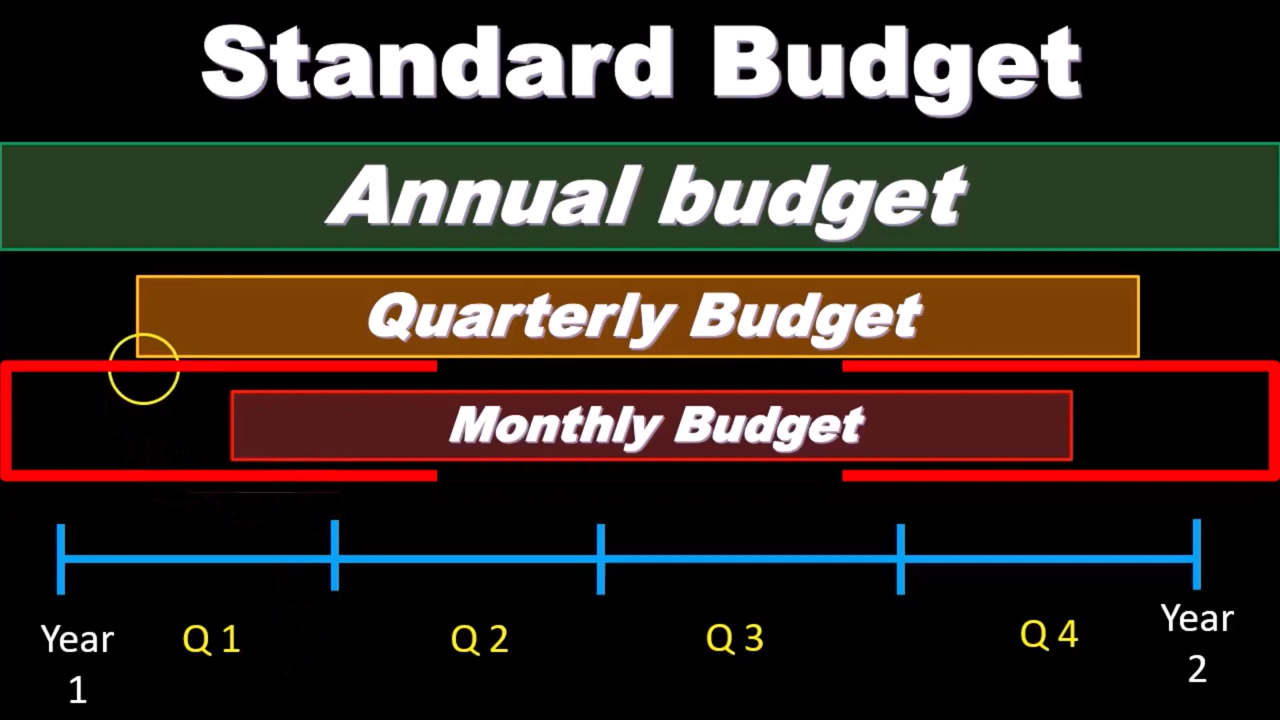 Standard Budget
Annual budget
Quarterly Budget
Monthly Budget
Year
1
Q 1
Q 2
Q 3
Q 4
Year
2